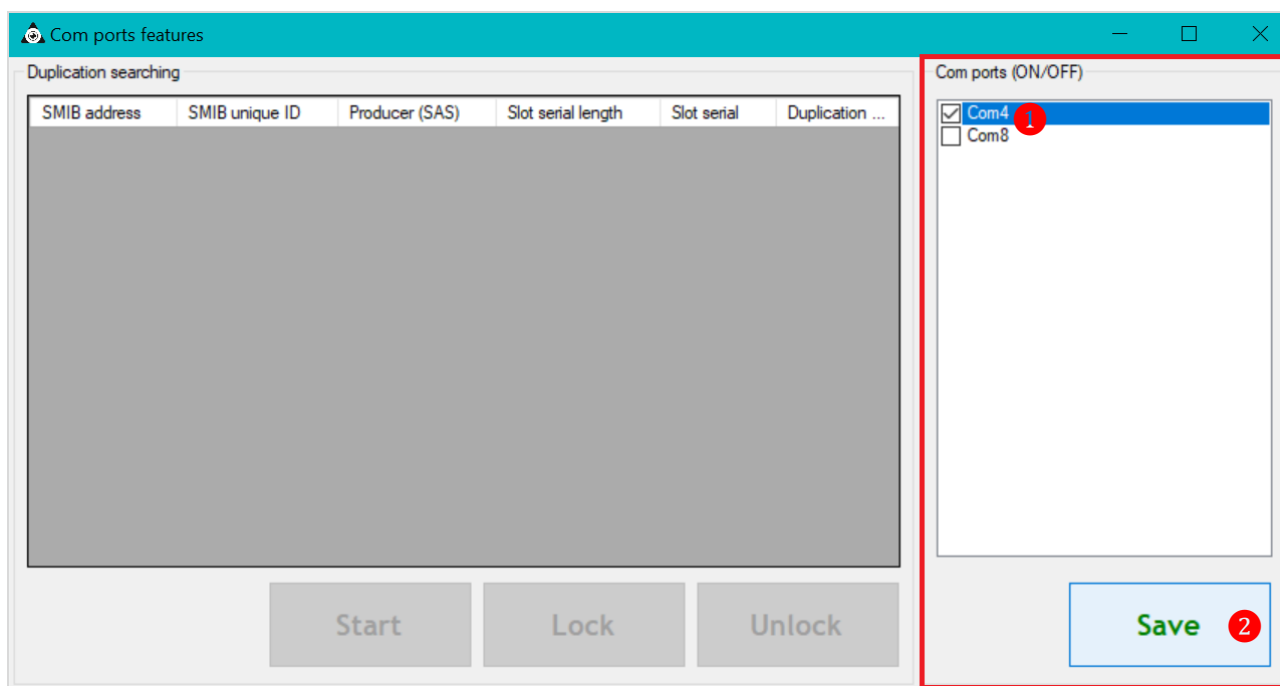 Com ports features
Duplication searching
SMIB address SMIB unique ID Producer (SAS) Slot serial length Slot serial Duplication ...
Start Lock Unlock
Com ports (ON/OFF)
Com4 1
Com8
Save 2